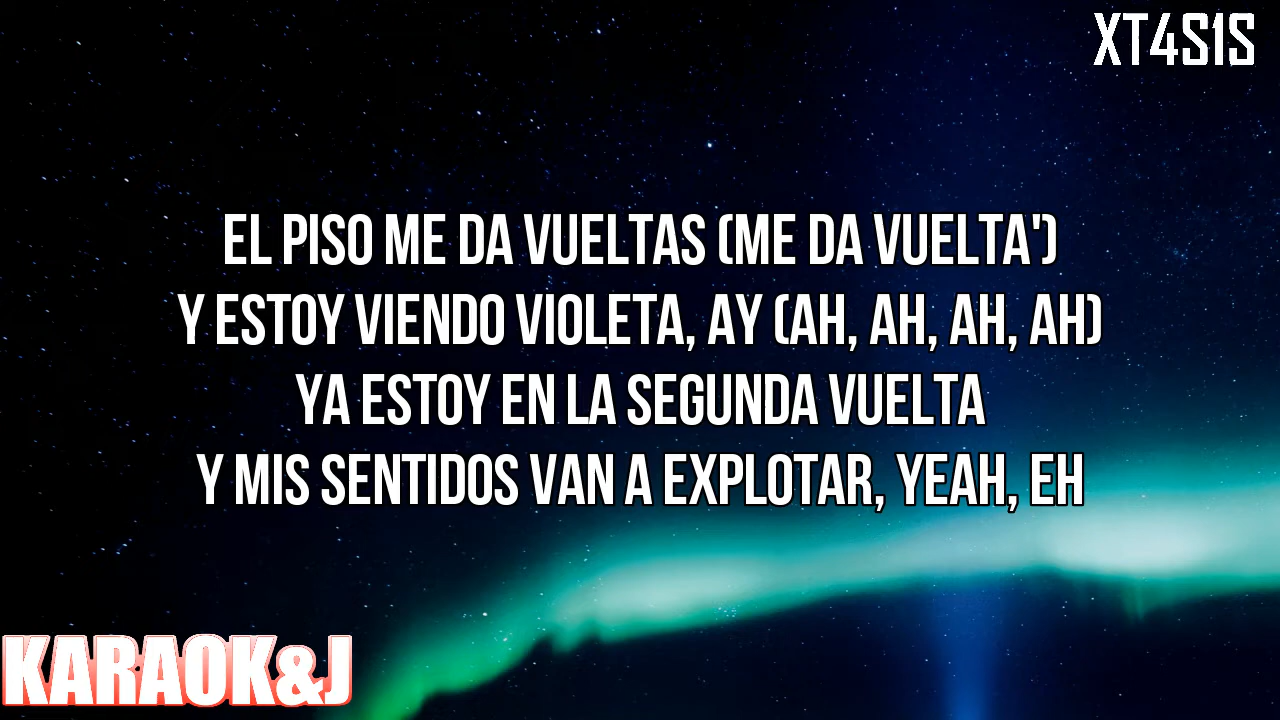 XT4S1S
EL PISO ME DA VUELTAS (ME DA VUELTA')
Y ESTOY VIENDO VIOLETA, AY (AH, AH, AH, AH)
YA ESTOY EN LA SEGUNDA VUELTA
Y MIS SENTIDOS VAN A EXPLOTAR, YEAH, EH
KARAOK&J